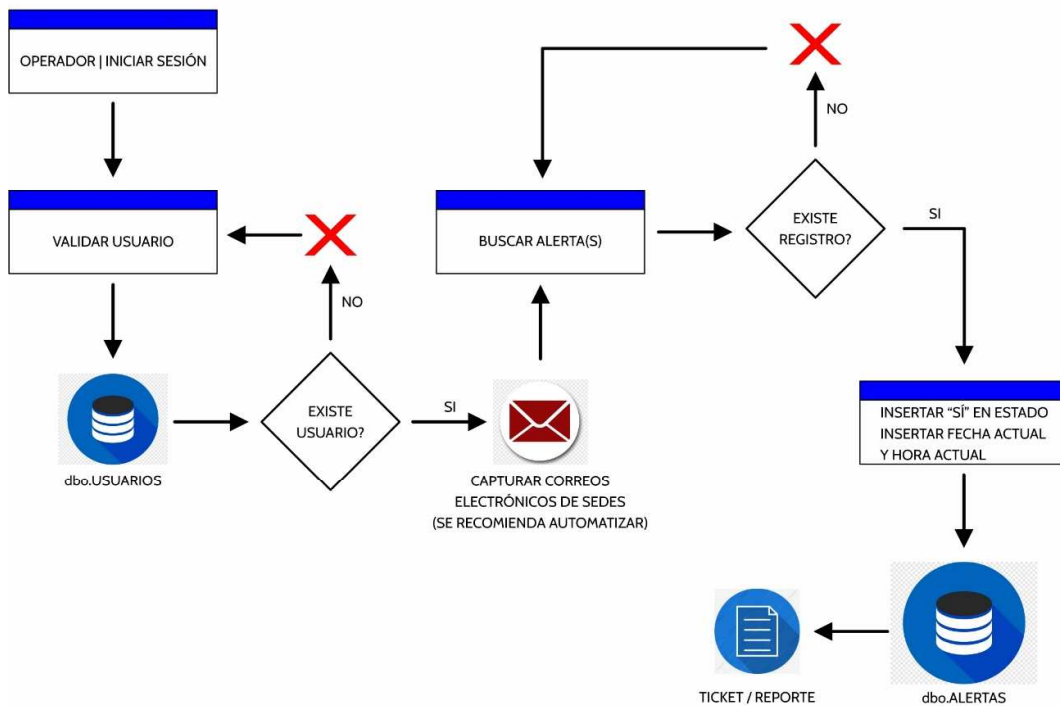 OPERADOR | INICIAR SESIÓN
VALIDAR USUARIO
NO
dbo.USUARIOS
EXISTE
USUARIO?
SI
CAPTURAR CORREOS
ELECTRÓNICOS DE SEDES
(SE RECOMIENDA AUTOMATIZAR)
BUSCAR ALERTA(S)
EXISTE
REGISTRO?
NO
SI
INSERTAR “SÍ” EN ESTADO
INSERTAR FECHA ACTUAL
Y HORA ACTUAL
dbo.ALERTAS
TICKET / REPORTE